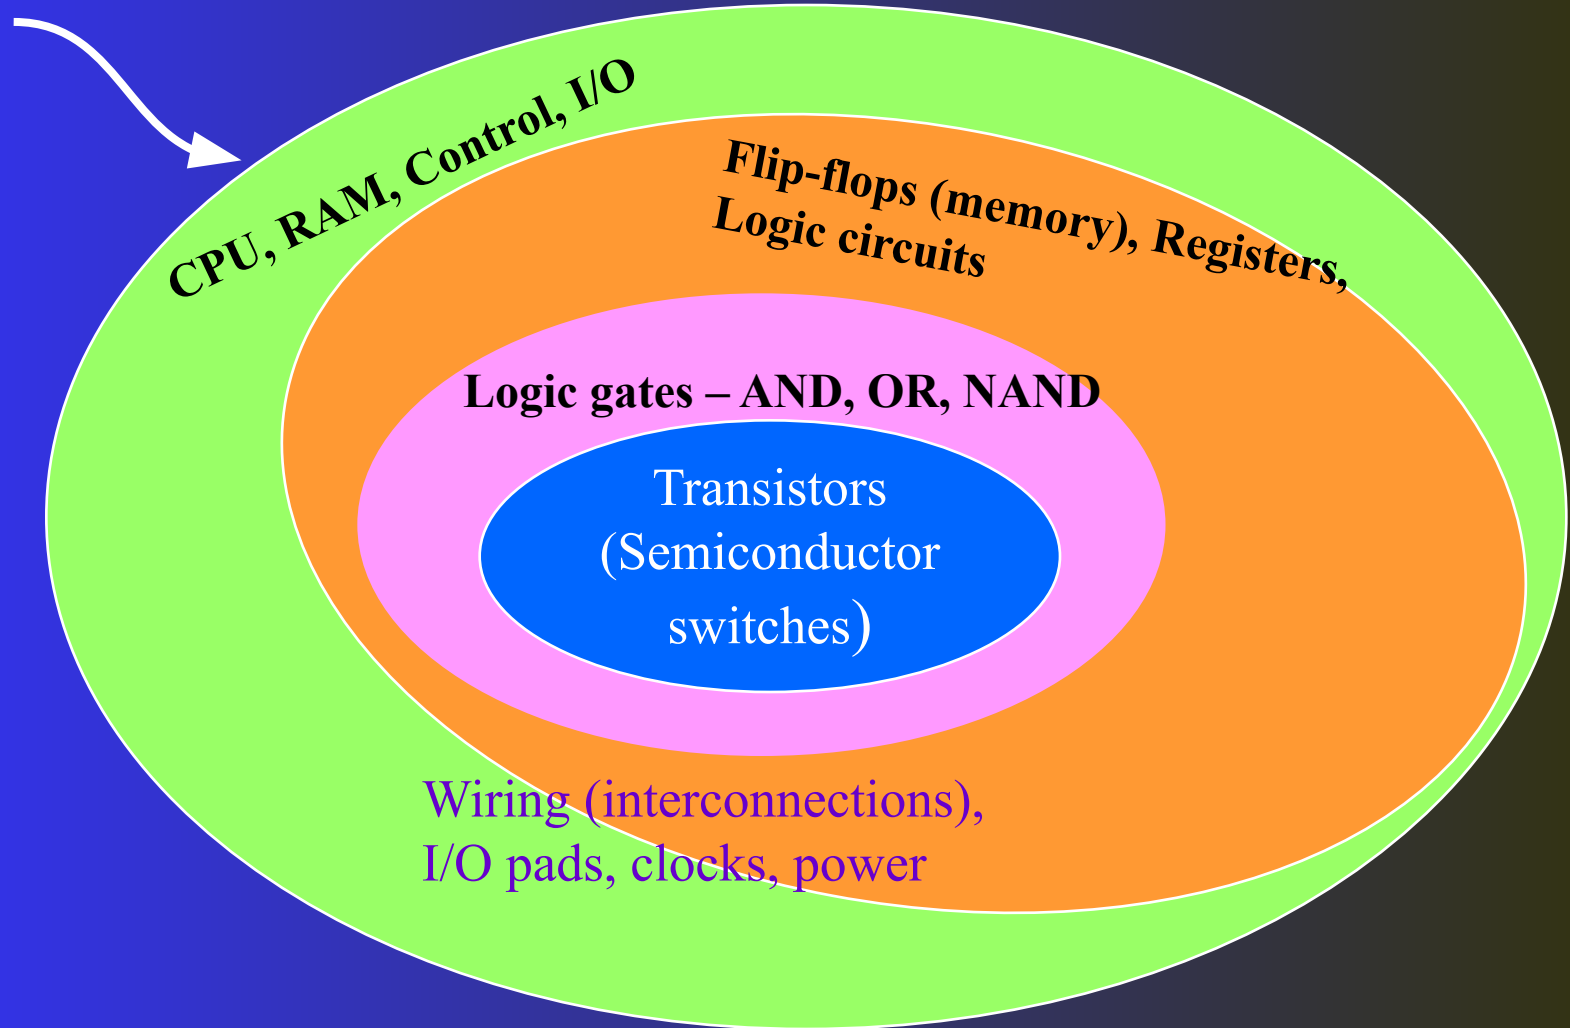 CPU, RAM, Control, I/O
Flip-flops (memory), Registers,
Logic circuits
Logic gates – AND, OR, NAND
Transistors
(Semiconductor
switches)
Wiring (interconnections),
I/O pads, clocks, power